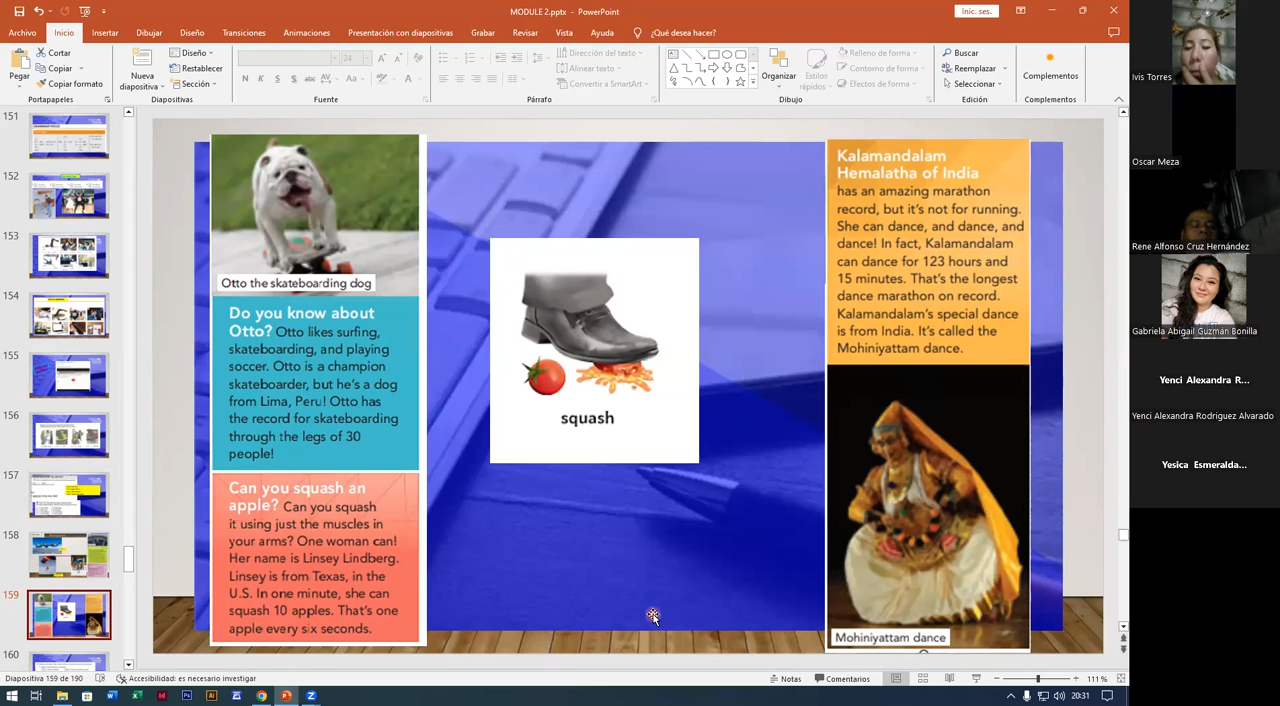 MODULE 2.pptx - PowerPoint
Inic. ses.
Archivo Inicio Insertar Dibujar Diseño Transiciones Animaciones Presentación con diapositivas Grabar Revisar Vista Ayuda ¿Qué desea hacer?
Pegar
Cortar
Copiar
Copiar formato
Portapapeles
Nueva
diapositiva
Diseño
Restablecer
Sección
Diapositivas
24
N K S S abc AV Aa A
Fuente
Dirección del texto
Alinear texto
Convertir a SmartArt
Párrafo
Organizar
Estilos
rápidos
Relleno de forma
Contorno de forma
Efectos de forma
Dibujo
Buscar
Reemplazar
Seleccionar
Edición
Complementos
Complementos
151
152
153
154
155
156
157
158
159
160
Otto the skateboarding dog
Do you know about
Otto? Otto likes surfing,
skateboarding, and playing
soccer. Otto is a champion
skateboarder, but he's a dog
from Lima, Peru! Otto has
the record for skateboarding
through the legs of 30
people!
Can you squash an
apple? Can you squash
it using just the muscles in
your arms? One woman can!
Her name is Linsey Lindberg.
Linsey is from Texas, in the
U.S. In one minute, she can
squash 10 apples. That's one
apple every six seconds.
squash
Kalamandalam
Hemalatha of India
has an amazing marathon
record, but it's not for running.
She can dance, and dance, and
dance! In fact, Kalamandalam
can dance for 123 hours and
15 minutes. That's the longest
dance marathon on record.
Kalamandalam's special dance
is from India. It's called the
Mohiniyattam dance.
Mohiniyattam dance
Ivis Torres
Oscar Meza
Rene Alfonso Cruz Hernández
Gabriela Abigail Guzmán Bonilla
Yenci Alexandra R...
Yenci Alexandra Rodriguez Alvarado
Yesica Esmeralda...
Diapositiva 159 de 190
Accesibilidad: es necesario investigar
Notas
Comentarios
111 %
20:31